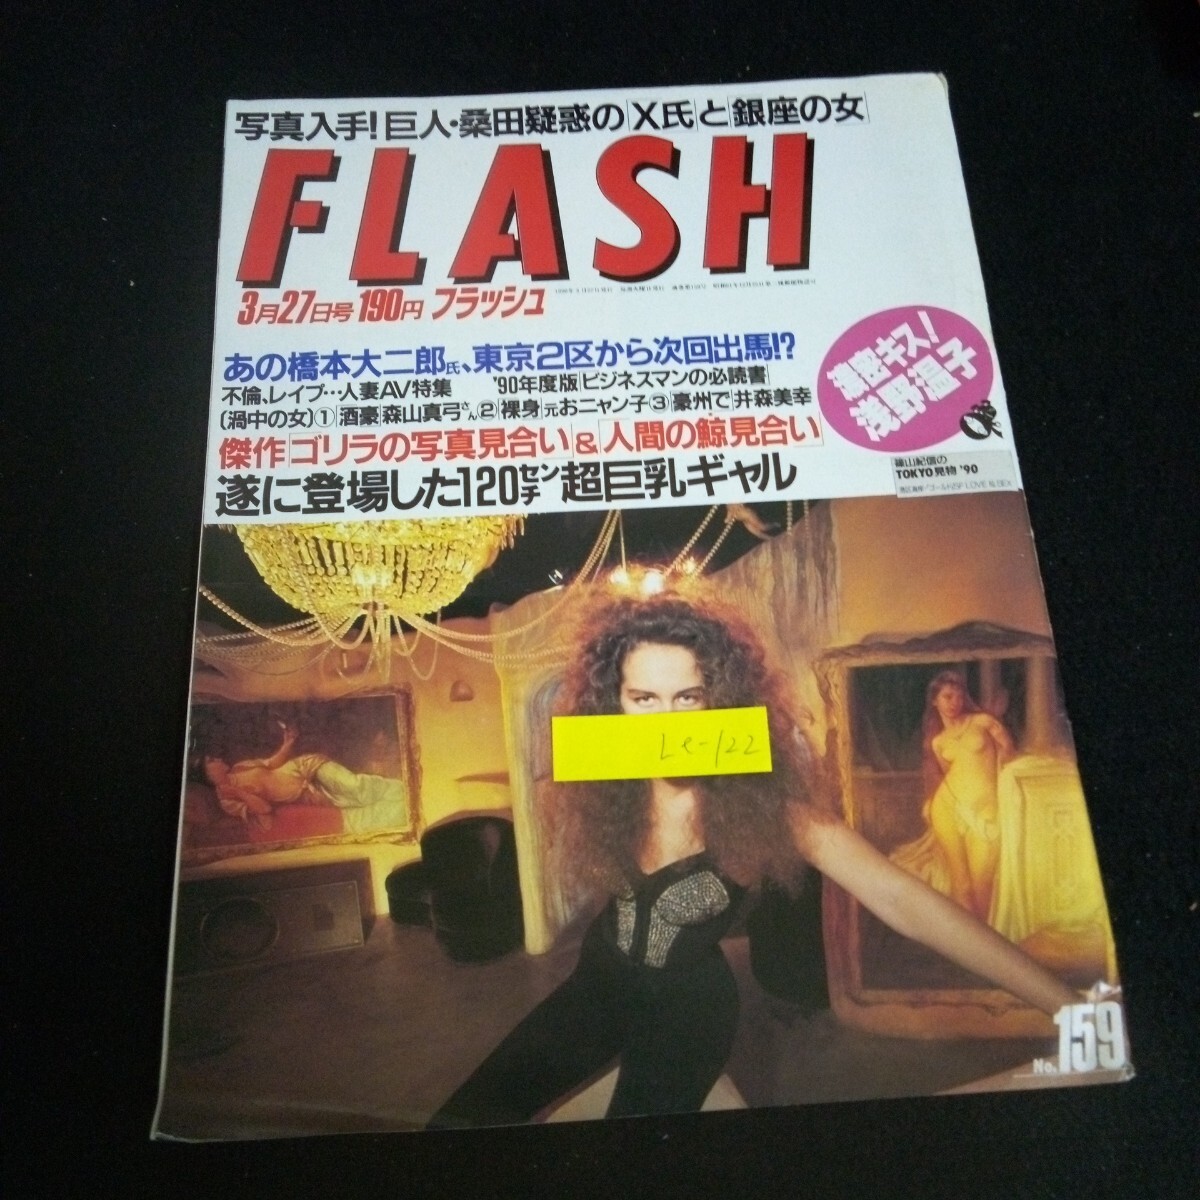 写真入手!巨人・桑田疑惑の「X氏」と「銀座の女」
FLASH
3月27日号 190円 フラッシュ
あの橋本大二郎氏、東京2区から次回出馬!?
不倫、レイプ…人妻AV特集 '90年度版「ビジネスマンの必読書」
〔渦中の女〕①「酒豪」森山真弓さん②「裸身」元おニャン子③「豪州で」井森美幸
傑作「ゴリラの写真見合い」&「人間の鯨見合い」
遂に登場した120センチ超巨乳ギャル
濃密キス!
浅野温子
篠山紀信の
TOKYO見物 '90
Le-122
No.159